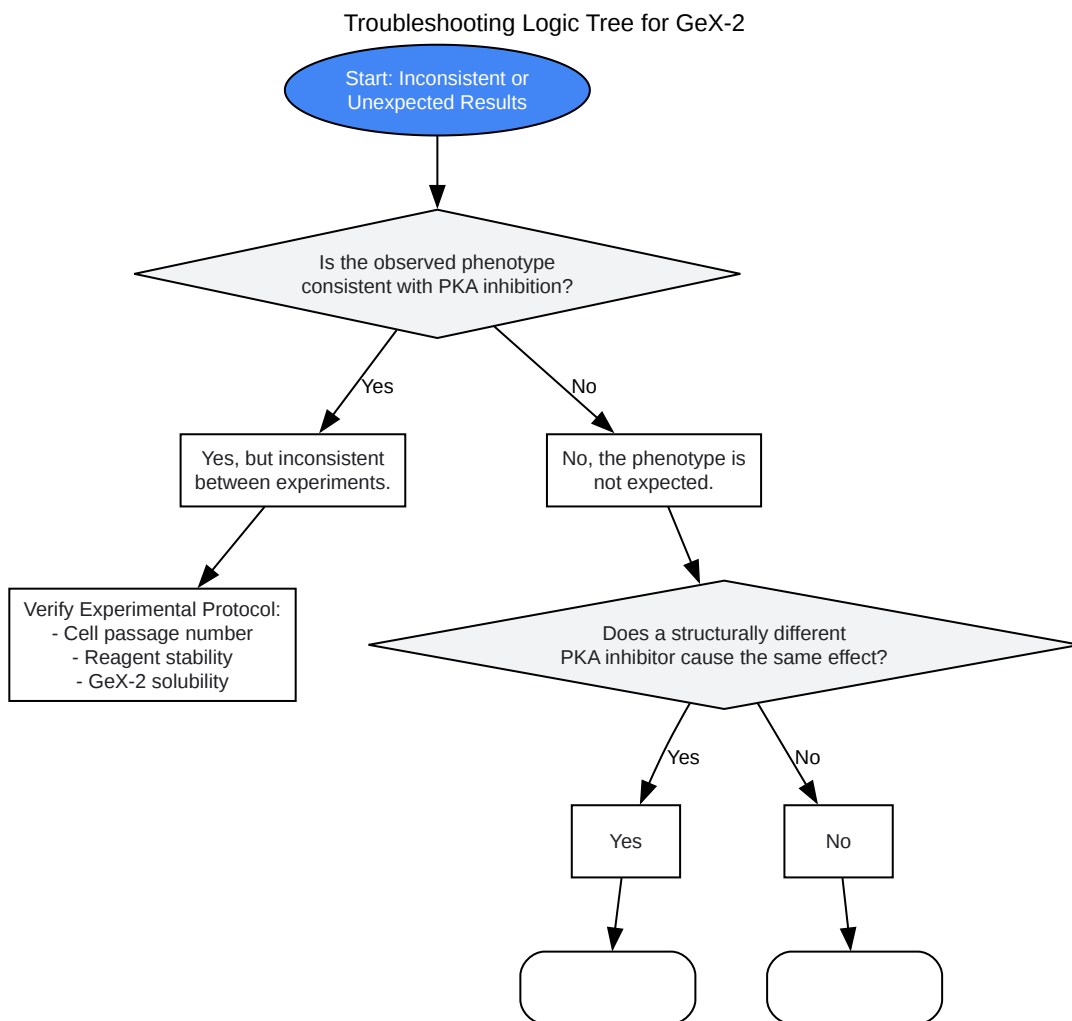 Troubleshooting Logic Tree for GeX-2
Start: Inconsistent or
Unexpected Results
Is the observed phenotype
consistent with PKA inhibition?
Yes
No
Yes, but inconsistent
between experiments.
No, the phenotype is
not expected.
Verify Experimental Protocol:
- Cell passage number
- Reagent stability
- GeX-2 solubility
Does a structurally different
PKA inhibitor cause the same effect?
Yes
No
Yes
No